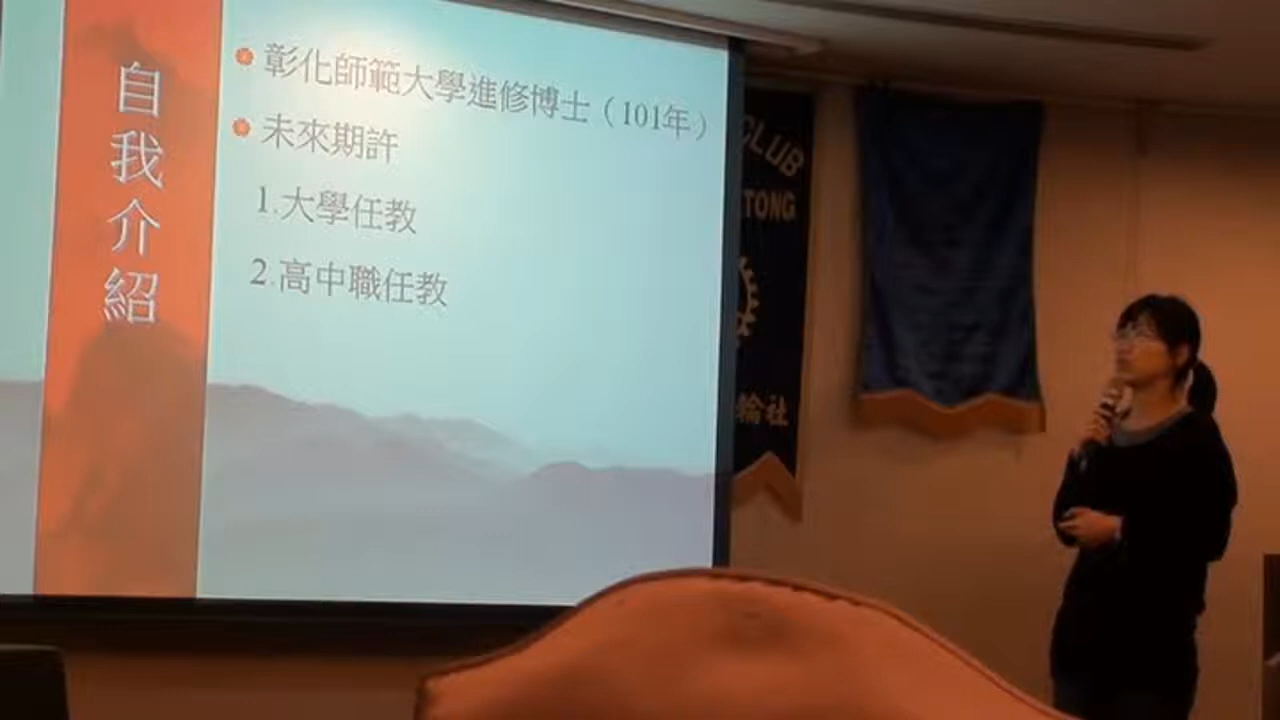 自我介紹
彰化師範大學進修博士（101年）
未來期許
1.大學任教
2.高中職任教
CLUB
TONG
輪社